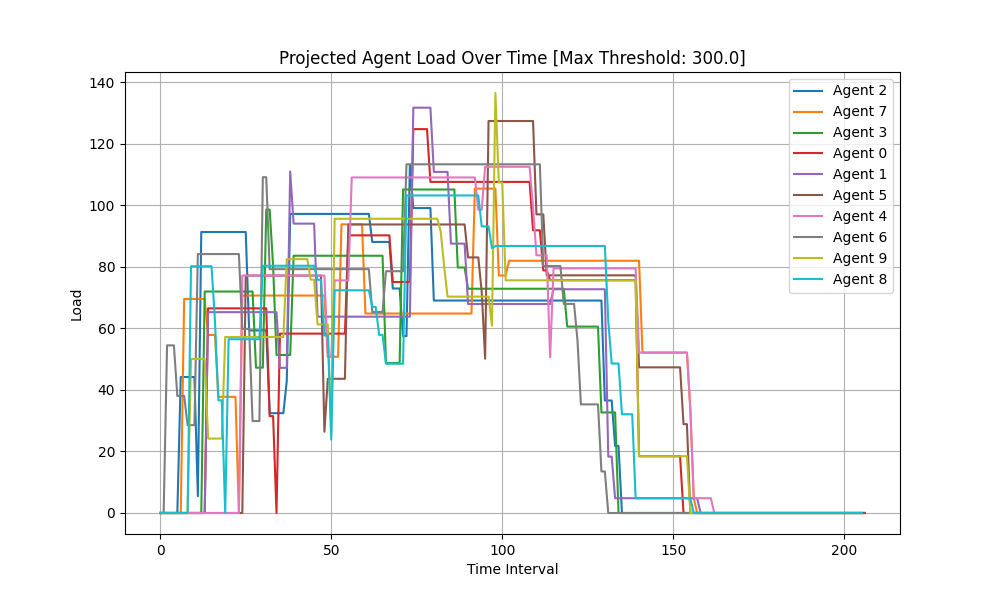 Projected Agent Load Over Time [Max Threshold: 300.0]
Load
140
120
100
80
60
40
20
0
0
50
100
150
200
Time Interval
Agent 2
Agent 7
Agent 3
Agent 0
Agent 1
Agent 5
Agent 4
Agent 6
Agent 9
Agent 8